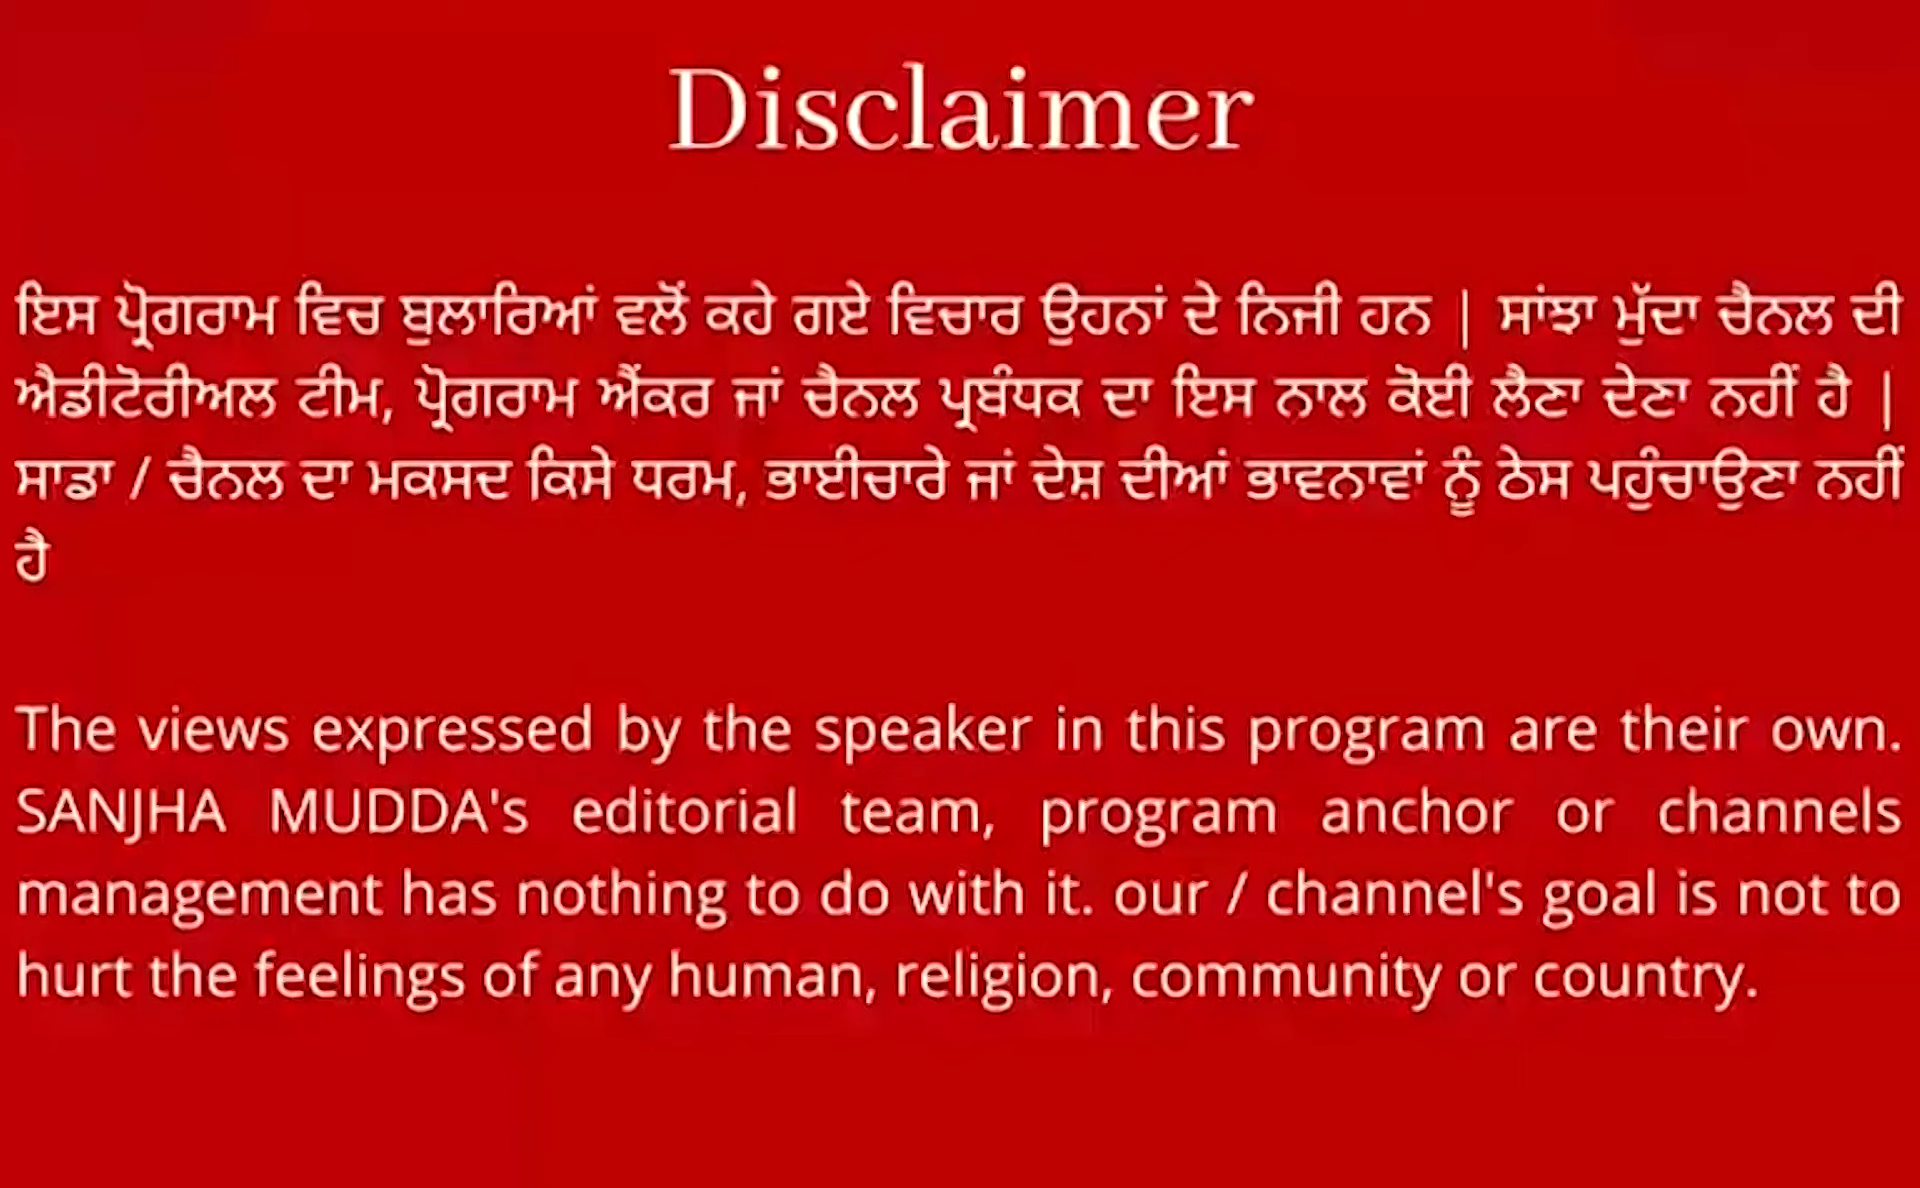 Disclaimer
ਇਸ ਪ੍ਰੋਗਰਾਮ ਵਿਚ ਬੁਲਾਰਿਆਂ ਵਲੋਂ ਕਹੇ ਗਏ ਵਿਚਾਰ ਉਹਨਾਂ ਦੇ ਨਿਜੀ ਹਨ | ਸਾਂਝਾ ਮੁੱਦਾ ਚੈਨਲ ਦੀ
ਐਡੀਟੋਰੀਅਲ ਟੀਮ, ਪ੍ਰੋਗਰਾਮ ਐਂਕਰ ਜਾਂ ਚੈਨਲ ਪ੍ਰਬੰਧਕ ਦਾ ਇਸ ਨਾਲ ਕੋਈ ਲੈਣਾ ਦੇਣਾ ਨਹੀਂ ਹੈ |
ਸਾਡਾ / ਚੈਨਲ ਦਾ ਮਕਸਦ ਕਿਸੇ ਧਰਮ, ਭਾਈਚਾਰੇ ਜਾਂ ਦੇਸ਼ ਦੀਆਂ ਭਾਵਨਾਵਾਂ ਨੂੰ ਠੇਸ ਪਹੁੰਚਾਉਣਾ ਨਹੀਂ
ਹੈ
The views expressed by the speaker in this program are their own.
SANJHA MUDDA's editorial team, program anchor or channels
management has nothing to do with it. our / channel's goal is not to
hurt the feelings of any human, religion, community or country.